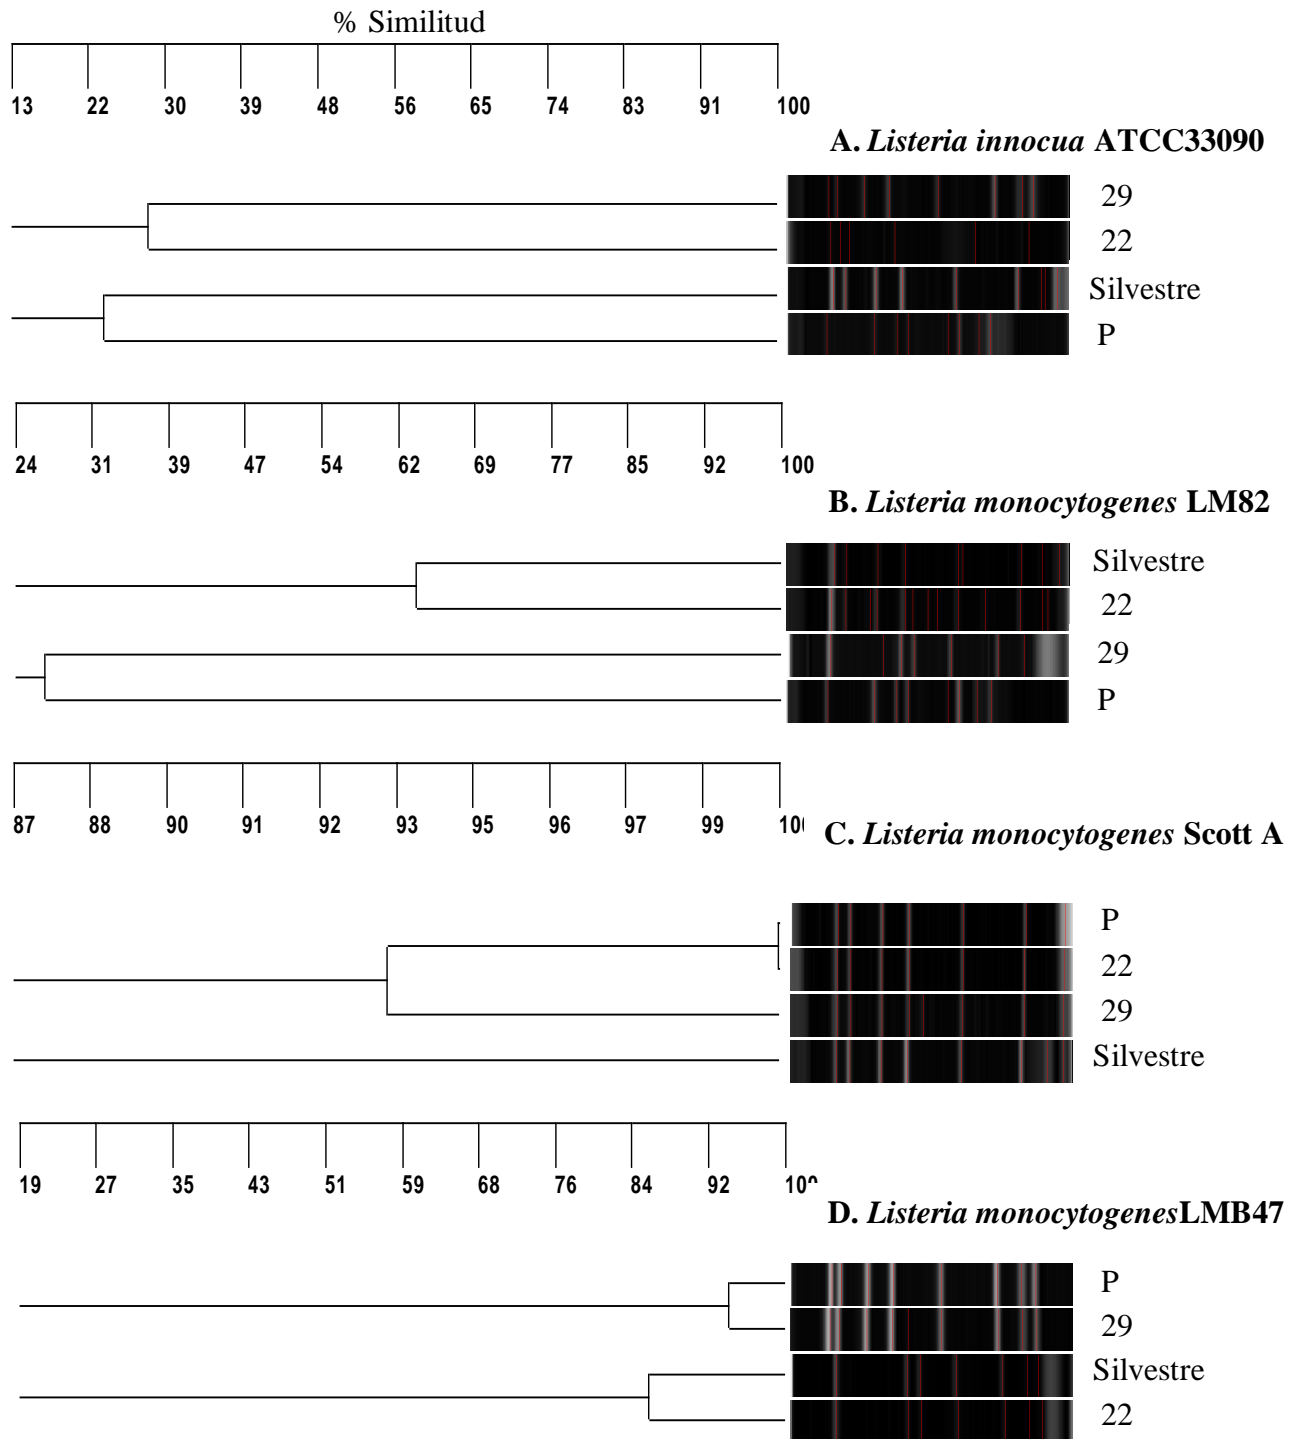 % Similitud
13 22 30 39 48 56 65 74 83 91 100
A. Listeria innocua ATCC33090
29
22
Silvestre
P
24 31 39 47 54 62 69 77 85 92 100
B. Listeria monocytogenes LM82
Silvestre
22
29
P
87 88 90 91 92 93 95 96 97 99 100
C. Listeria monocytogenes Scott A
P
22
29
Silvestre
19 27 35 43 51 59 68 76 84 92 100
D. Listeria monocytogenesLMB47
P
29
Silvestre
22